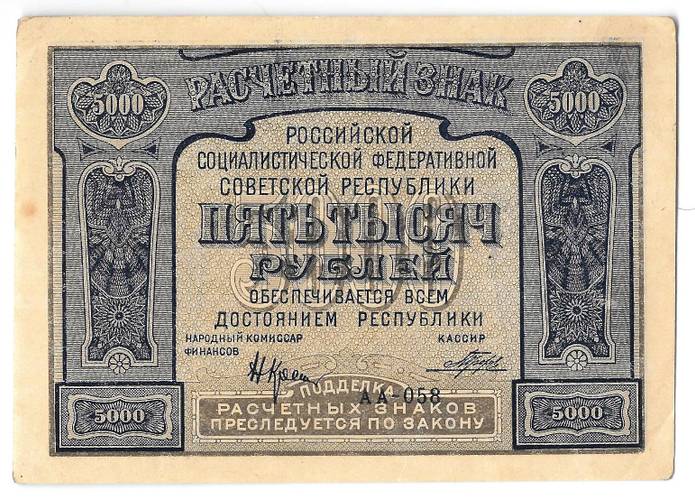 РАСЧЕТНЫЙ ЗНАК
5000 5000
РОССИЙСКОЙ
СОЦИАЛИСТИЧЕСКОЙ ФЕДЕРАТИВНОЙ
СОВЕТСКОЙ РЕСПУБЛИКИ
5000
ПЯТЬ ТЫСЯЧ
РУБЛЕЙ
ОБЕСПЕЧИВАЕТСЯ ВСЕМ
ДОСТОЯНИЕМ РЕСПУБЛИКИ
НАРОДНЫЙ КОМИССАР КАССИР
ФИНАНСОВ
ПОДДЕЛКА
АА-058
5000 РАСЧЕТНЫХ ЗНАКОВ 5000
ПРЕСЛЕДУЕТСЯ ПО ЗАКОНУ